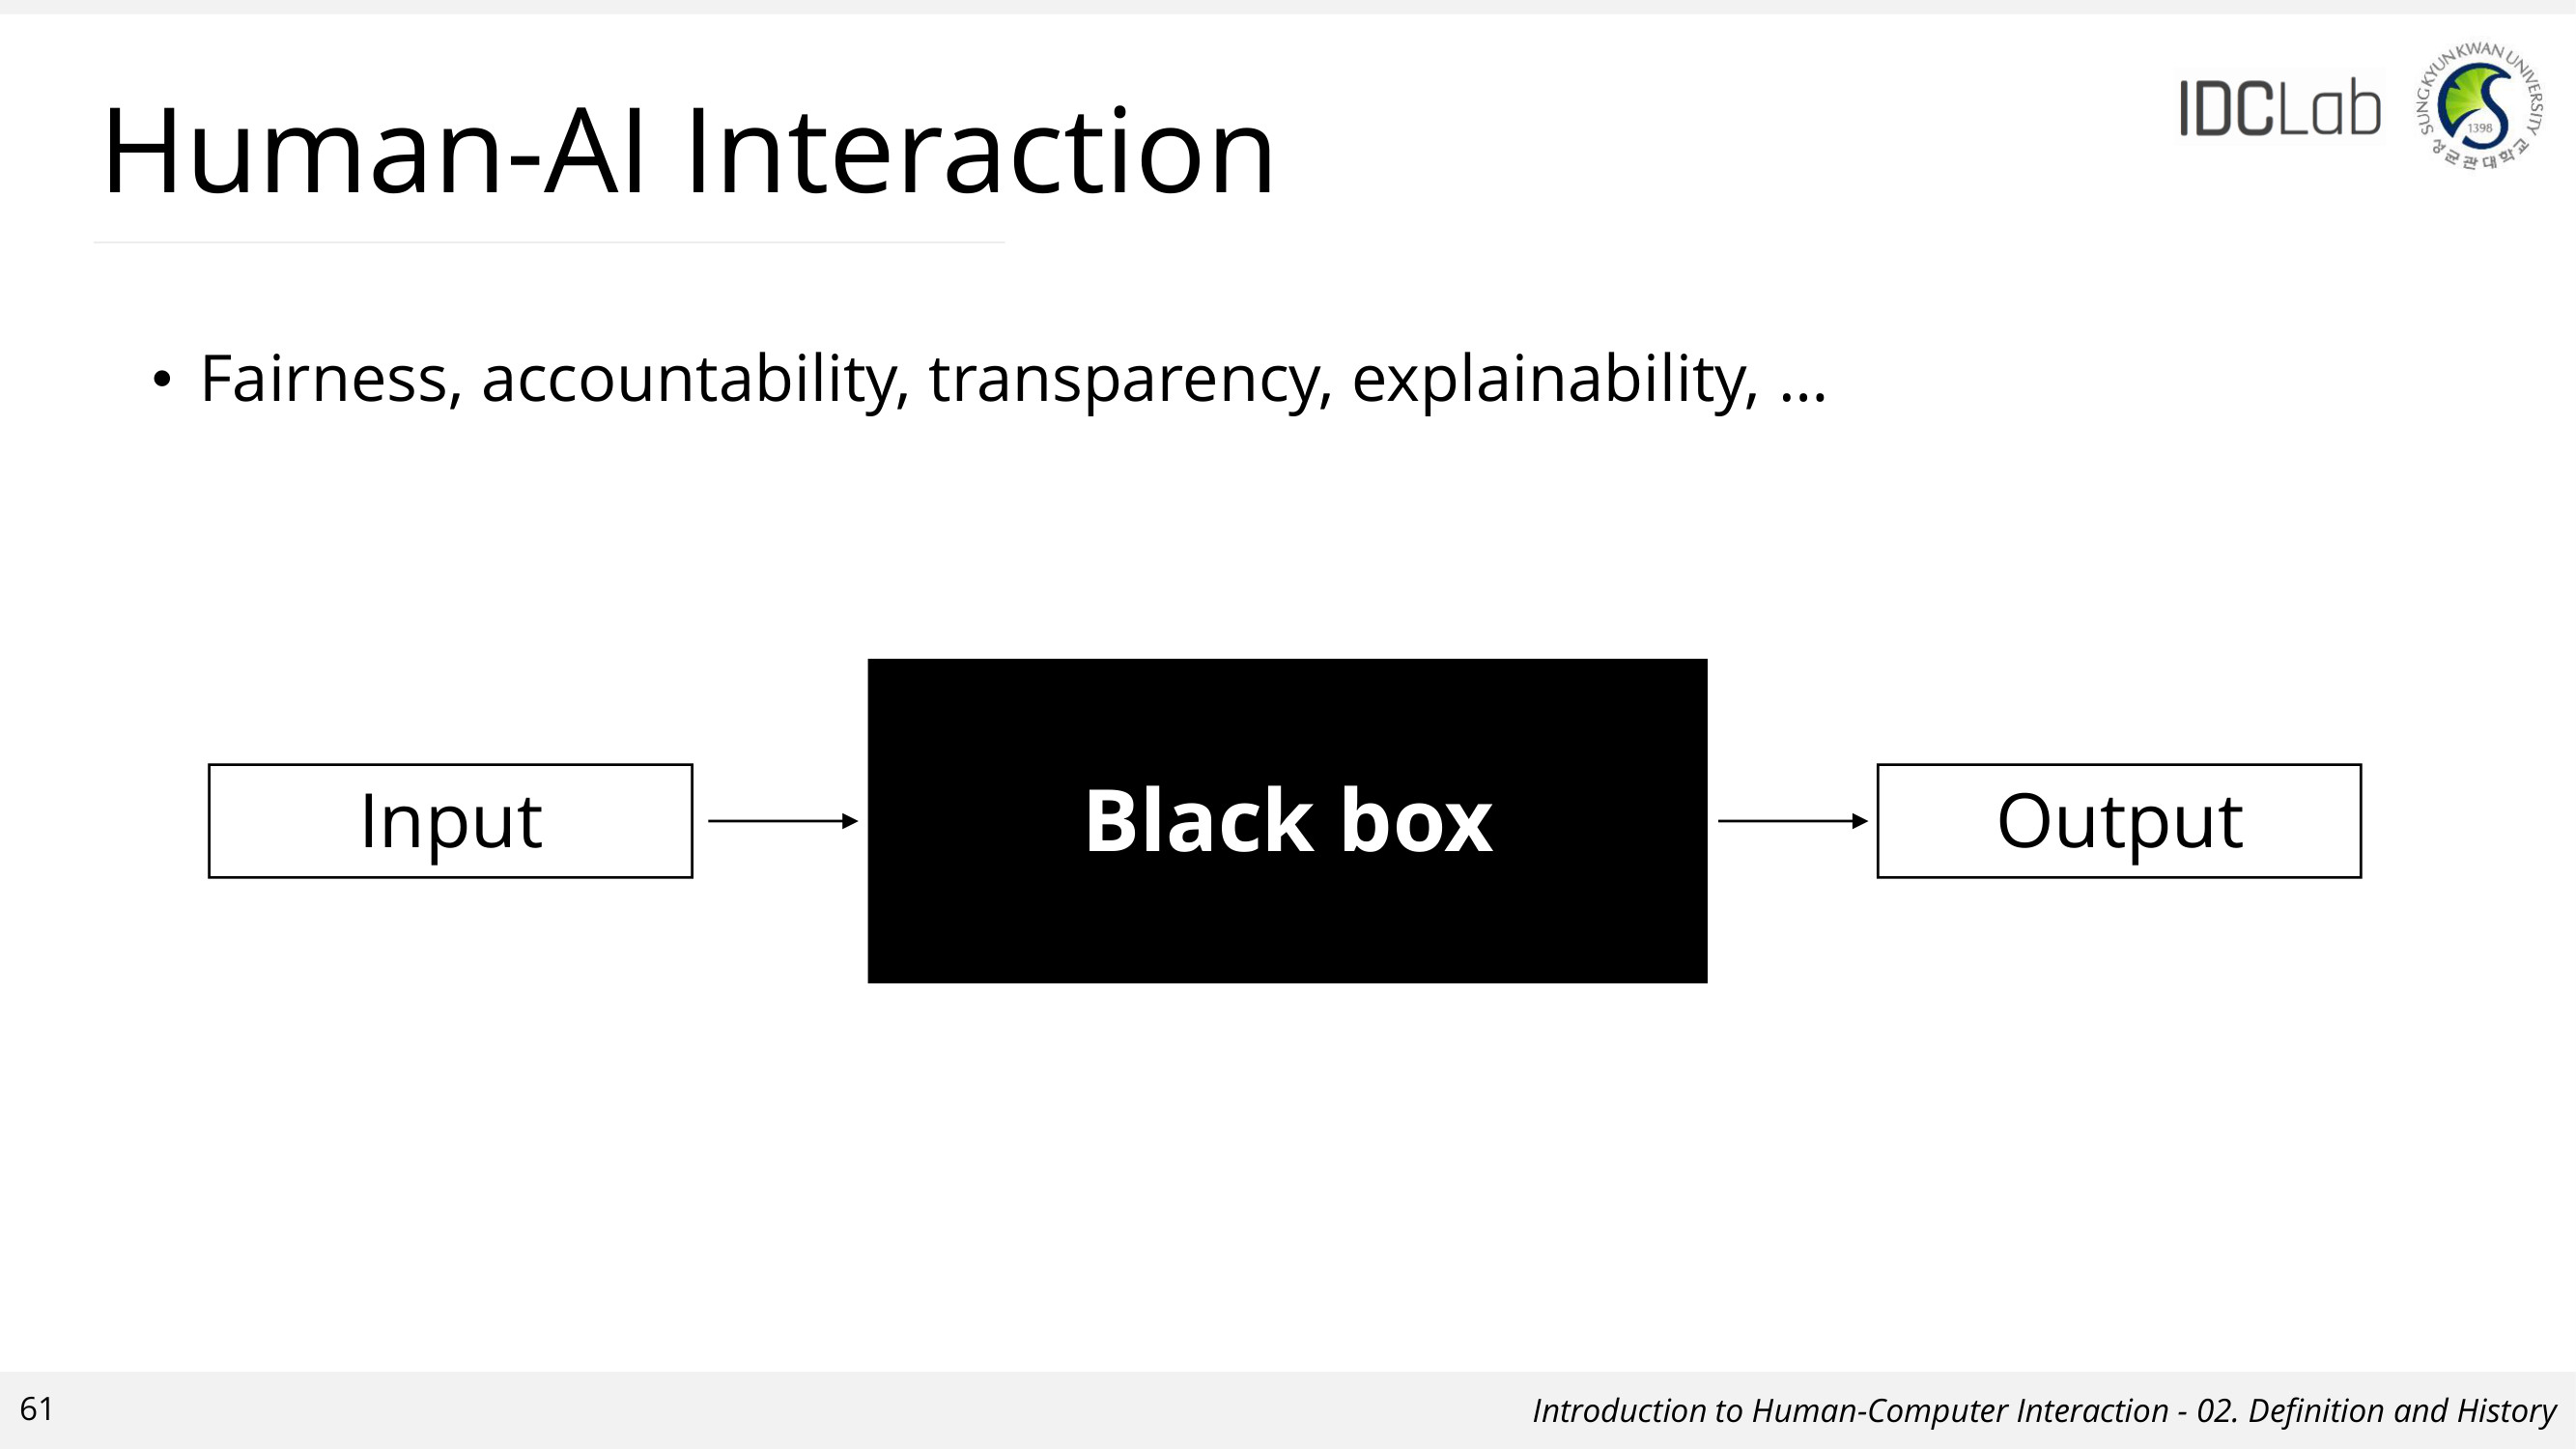 Human-AI Interaction
IDCLab
SUNGKYUNKWAN UNIVERSITY
1398
성균관대학교
• Fairness, accountability, transparency, explainability, ...
Input
Black box
Output
61
Introduction to Human-Computer Interaction - 02. Definition and History